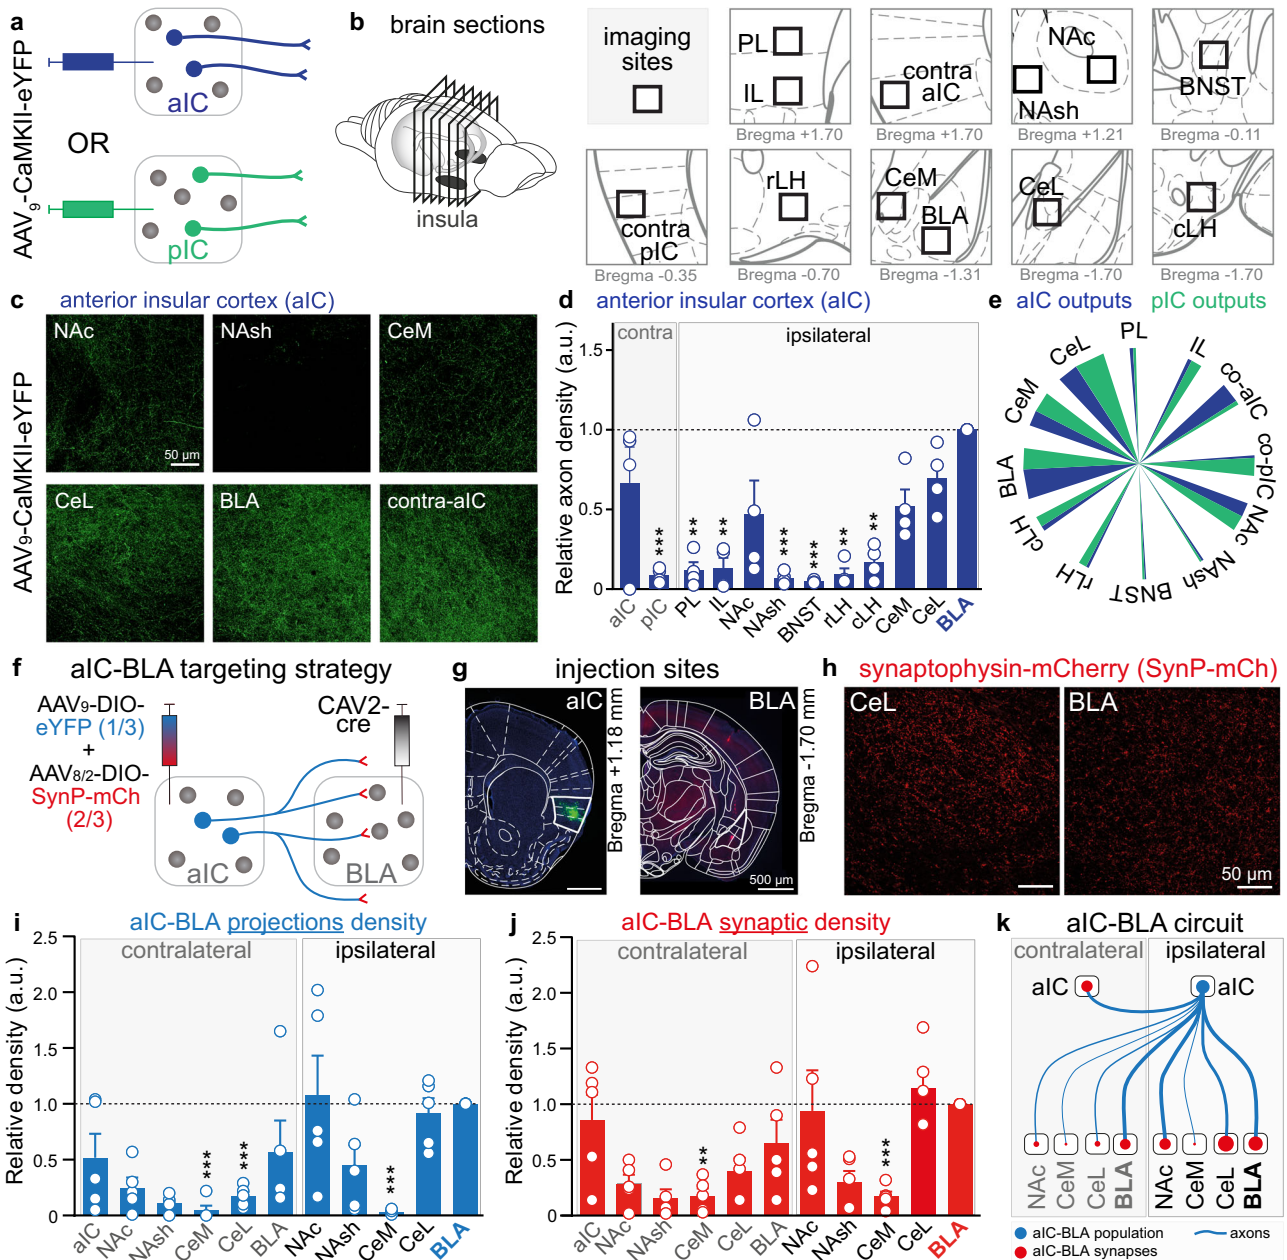 a
AAV9-CaMKII-eYFP
aIC
OR
pIC
b
brain sections
insula
imaging
sites
PL
IL
Bregma +1.70
contra
aIC
Bregma +1.70
NAc
NAsh
Bregma +1.21
BNST
Bregma -0.11
contra
pIC
Bregma -0.35
rLH
Bregma -0.70
CeM
BLA
Bregma -1.31
CeL
Bregma -1.70
cLH
Bregma -1.70
c
anterior insular cortex (aIC)
AAV9-CaMKII-eYFP
NAc
50 µm
NAsh
CeM
CeL
BLA
contra-aIC
d
anterior insular cortex (aIC)
contra
ipsilateral
Relative axon density (a.u.)
1.5
1.0
0.5
0
***
**
**
***
***
**
**
aIC
pIC
PL
IL
NAc
NAsh
BNST
rLH
cLH
CeM
CeL
BLA
e
aIC outputs
pIC outputs
PL
IL
co-aIC
co-pIC
NAc
NAsh
BNST
rLH
cLH
BLA
CeM
CeL
f
aIC-BLA targeting strategy
AAV9-DIO-
eYFP (1/3)
+
AAV8/2-DIO-
SynP-mCh
(2/3)
CAV2-
cre
aIC
BLA
g
injection sites
aIC
Bregma +1.18 mm
BLA
500 µm
Bregma -1.70 mm
h
synaptophysin-mCherry (SynP-mCh)
CeL
BLA
50 µm
i
aIC-BLA projections density
contralateral
ipsilateral
Relative density (a.u.)
2.5
2.0
1.5
1.0
0.5
0
***
***
***
aIC
NAc
NAsh
CeM
CeL
BLA
NAc
NAsh
CeM
CeL
BLA
j
aIC-BLA synaptic density
contralateral
ipsilateral
Relative density (a.u.)
2.5
2.0
1.5
1.0
0.5
0
**
***
aIC
NAc
NAsh
CeM
CeL
BLA
NAc
NAsh
CeM
CeL
BLA
k
aIC-BLA circuit
contralateral
ipsilateral
aIC
aIC
NAc
CeM
CeL
BLA
NAc
CeM
CeL
BLA
aIC-BLA population
axons
aIC-BLA synapses